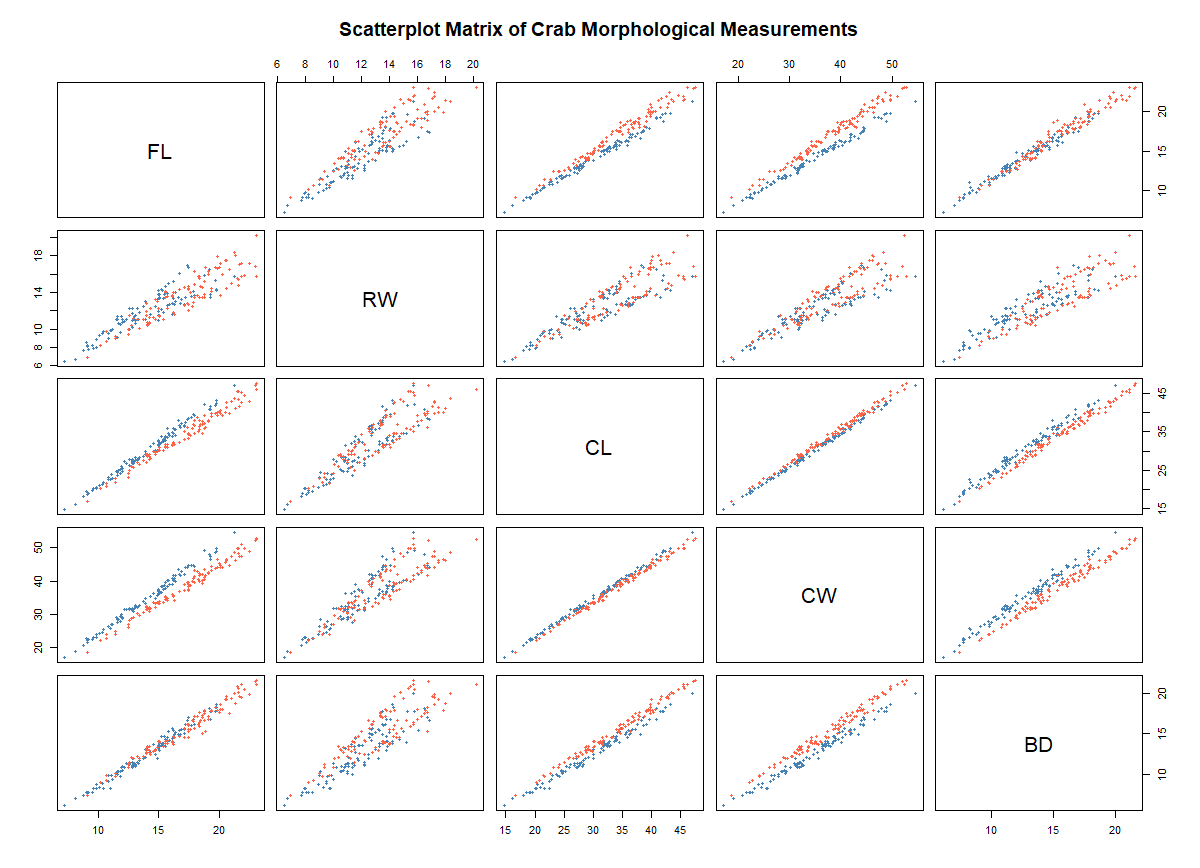 Scatterplot Matrix of Crab Morphological Measurements
6 8 10 12 14 16 18 20
20 30 40 50
FL
10 15 20
RW
6 8 10 14 18
CL
15 25 35 45
CW
20 30 40 50
BD
10 15 20
10 15 20
15 20 25 30 35 40 45
10 15 20